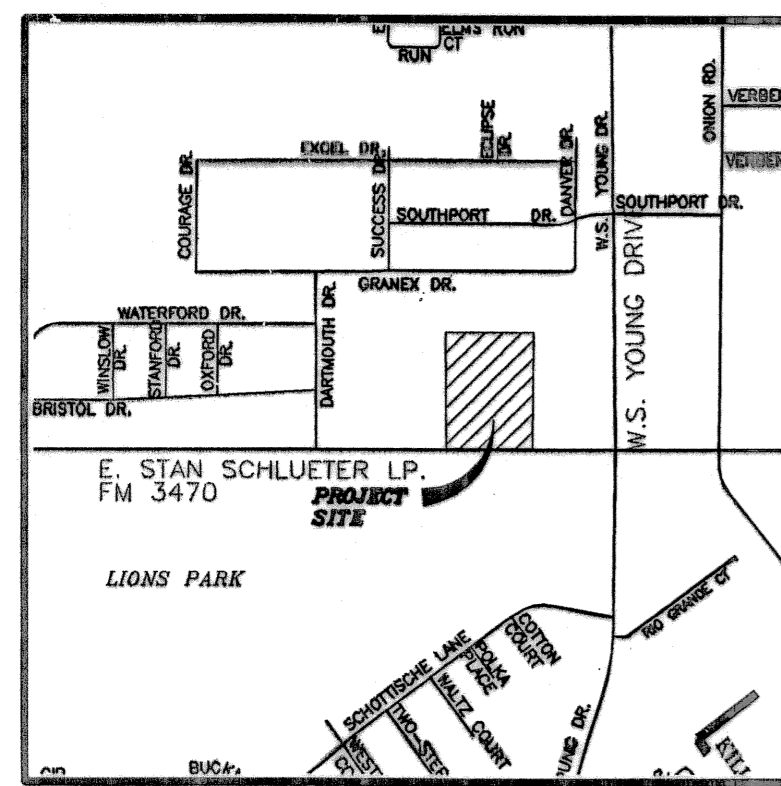 ELMS RUN
RUN CT
ONION RD.
COURAGE DR.
EXCEL DR.
SUCCESS DR.
ECLIPSE
DR.
DANVER DR.
W.S. YOUNG DR.
SOUTHPORT DR.
SOUTHPORT DR.
GRANEX DR.
WATERFORD DR.
WINSLOW
DR.
STANFORD
DR.
OXFORD
DR.
DARTMOUTH DR.
W.S. YOUNG DRIVE
BRISTOL DR.
E. STAN SCHLUETER LP.
FM 3470
PROJECT
SITE
LIONS PARK
RIO GRANDE CT
SCHOTTISCHE LANE
COTTON
COURT
POLKA
PLACE
WALTZ COURT
TWO STEP
WEST